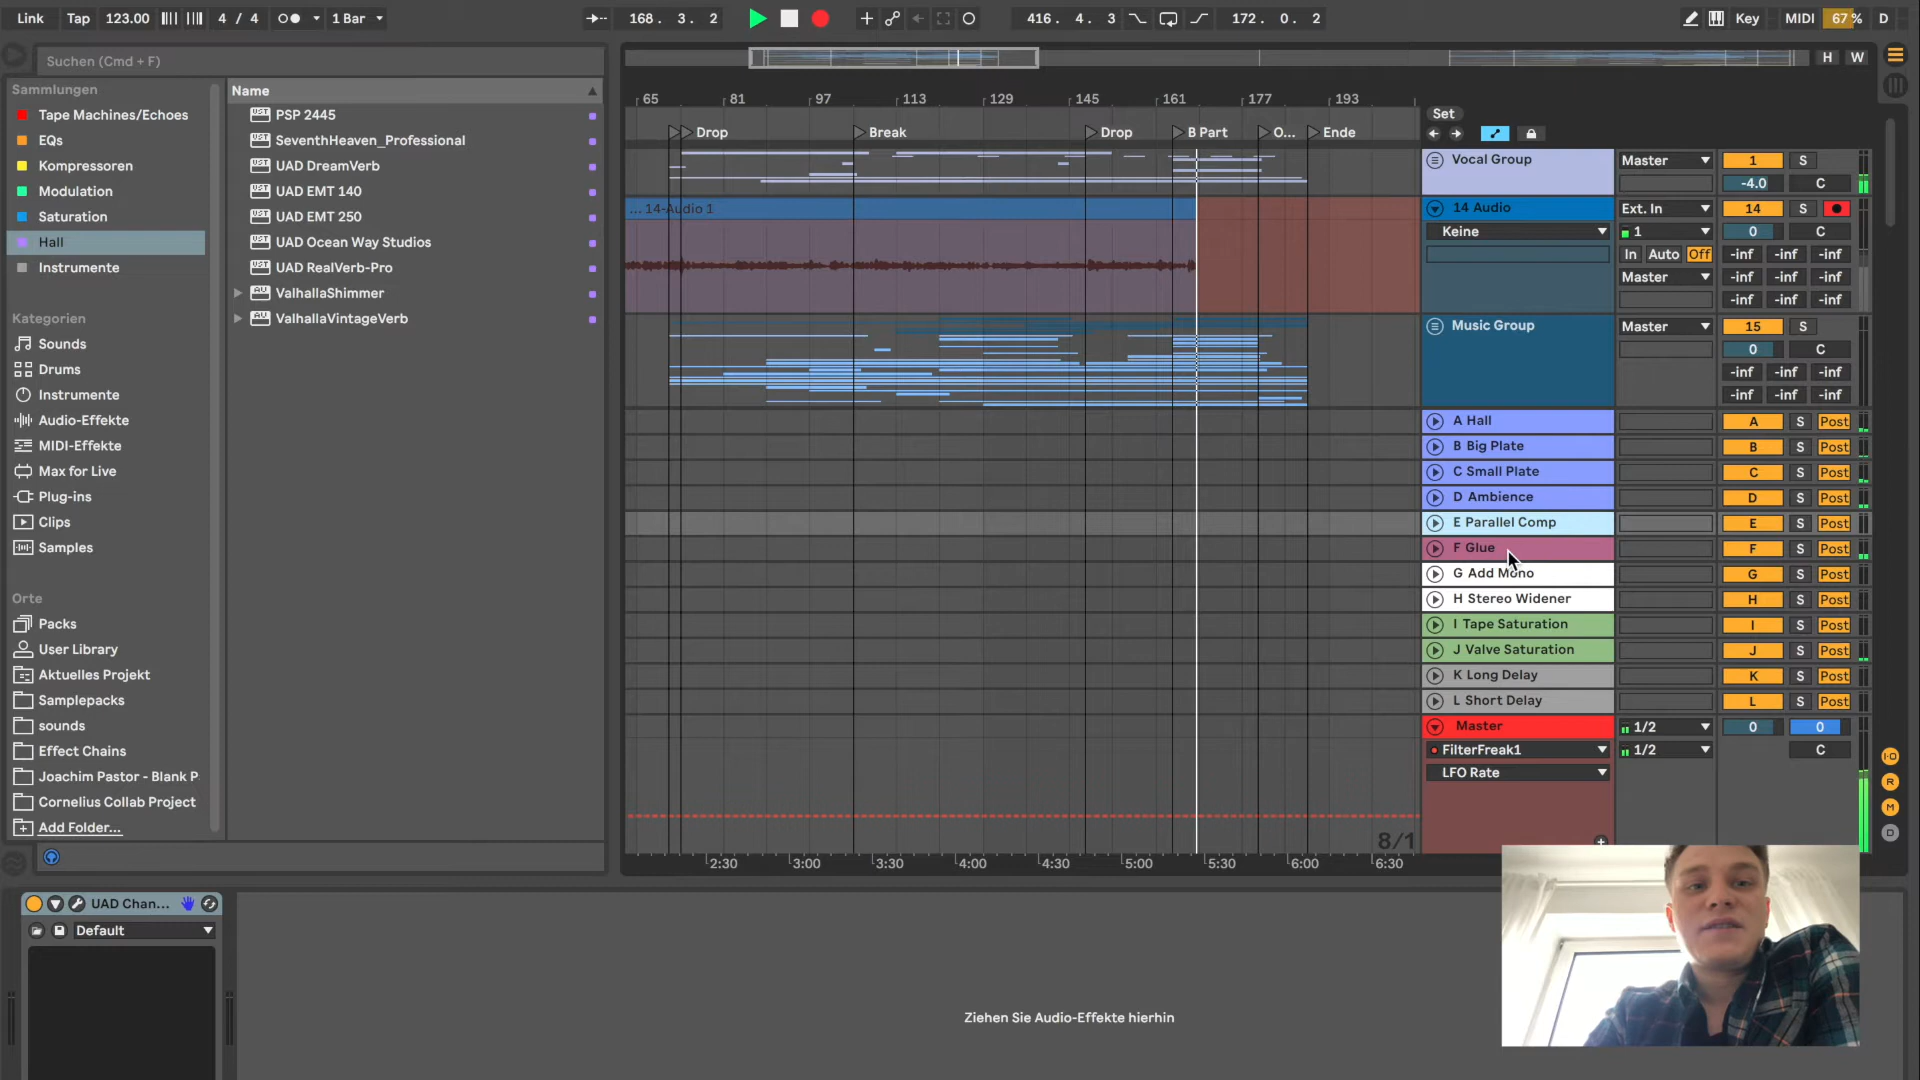 Link Tap 123.00 4 / 4 1 Bar 168. 3. 2 416. 4. 3 172. 0. 2 Key MIDI 67 % D
Suchen (Cmd + F)
H W
Sammlungen
Tape Machines/Echoes
EQs
Kompressoren
Modulation
Saturation
Hall
Instrumente
Kategorien
Sounds
Drums
Instrumente
Audio-Effekte
MIDI-Effekte
Max for Live
Plug-ins
Clips
Samples
Orte
Packs
User Library
Aktuelles Projekt
Samplepacks
sounds
Effect Chains
Joachim Pastor - Blank P
Cornelius Collab Project
Add Folder...
Name
PSP 2445
SeventhHeaven_Professional
UAD DreamVerb
UAD EMT 140
UAD EMT 250
UAD Ocean Way Studios
UAD RealVerb-Pro
ValhallaShimmer
ValhallaVintageVerb
65 81 97 113 129 145 161 177 193
Drop Break Drop B Part O... Ende
... 14-Audio 1
8/1
2:30 3:00 3:30 4:00 4:30 5:00 5:30 6:00 6:30
Set
Vocal Group Master 1 S
-4.0 C
14 Audio Ext. In 14 S
Keine 1 0 C
In Auto Off -inf -inf -inf
Master -inf -inf -inf
-inf -inf -inf
Music Group Master 15 S
0 C
-inf -inf -inf
-inf -inf -inf
A Hall A S Post
B Big Plate B S Post
C Small Plate C S Post
D Ambience D S Post
E Parallel Comp E S Post
F Glue F S Post
G Add Mono G S Post
H Stereo Widener H S Post
I Tape Saturation I S Post
J Valve Saturation J S Post
K Long Delay K S Post
L Short Delay L S Post
Master 1/2 0 0
FilterFreak1 1/2 C
LFO Rate
I·O
R
M
D
UAD Chan...
Default
Ziehen Sie Audio-Effekte hierhin